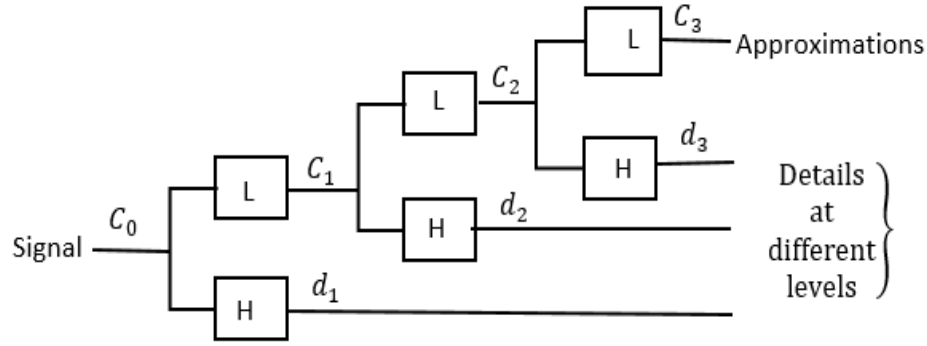 C₃
L
Approximations
C₂
L
d₃
H
C₁
L
Details
at
different
levels
d₂
H
C₀
Signal
d₁
H